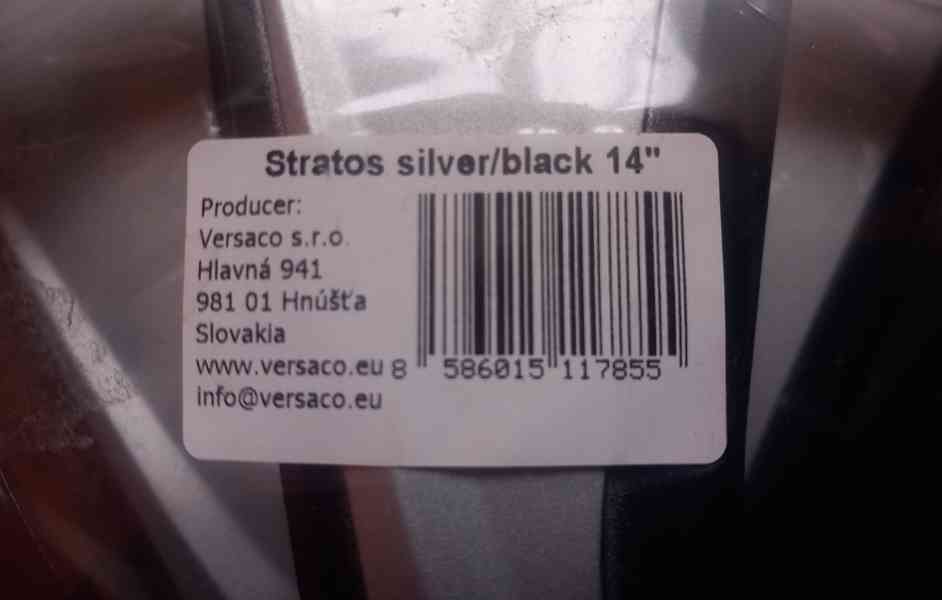 Stratos silver/black 14"
Producer:
Versaco s.r.o.
Hlavná 941
981 01 Hnúšťa
Slovakia
www.versaco.eu
info@versaco.eu
8 586015 117855